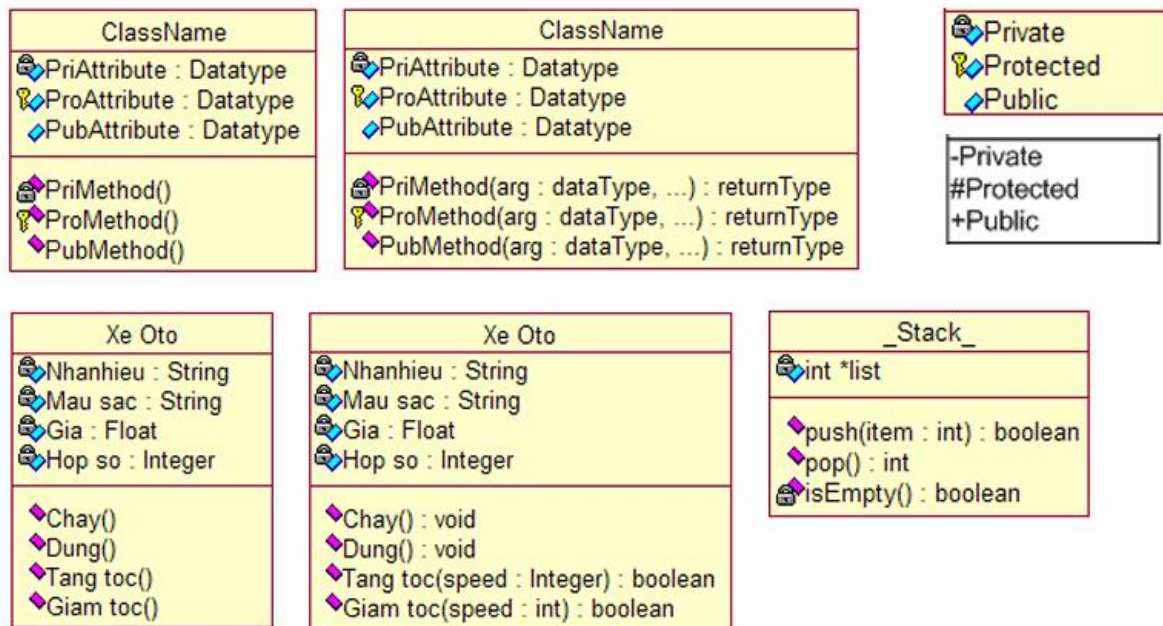 ClassName
PriAttribute : Datatype
ProAttribute : Datatype
PubAttribute : Datatype
PriMethod()
ProMethod()
PubMethod()
ClassName
PriAttribute : Datatype
ProAttribute : Datatype
PubAttribute : Datatype
PriMethod(arg : dataType, ...) : returnType
ProMethod(arg : dataType, ...) : returnType
PubMethod(arg : dataType, ...) : returnType
Private
Protected
Public
-Private
#Protected
+Public
Xe Oto
Nhanhieu : String
Mau sac : String
Gia : Float
Hop so : Integer
Chay()
Dung()
Tang toc()
Giam toc()
Xe Oto
Nhanhieu : String
Mau sac : String
Gia : Float
Hop so : Integer
Chay() : void
Dung() : void
Tang toc(speed : Integer) : boolean
Giam toc(speed : int) : boolean
_Stack_
int *list
push(item : int) : boolean
pop() : int
isEmpty() : boolean